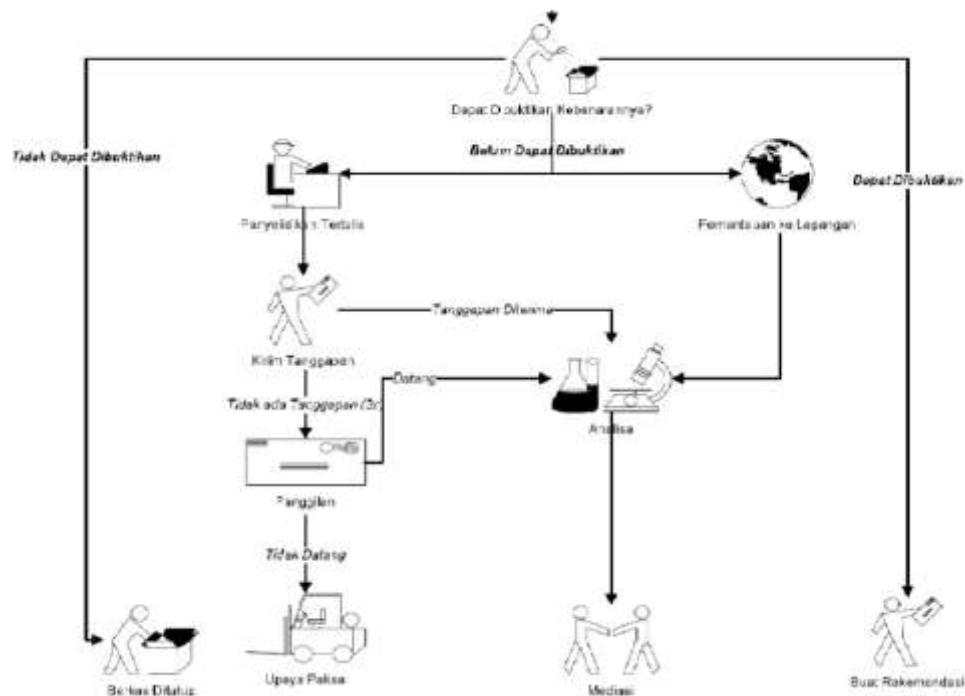 Dapat Dibuktikan Kebenarannya?
Tidak Dapat Dibuktikan
Belum Dapat Dibuktikan
Dapat Dibuktikan
Penyelidikan Tertulis
Pemantauan ke Lapangan
Tanggapan Diterima
Kirim Tanggapan
Datang
Tidak ada Tanggapan (3x)
Analisa
Panggilan
Tidak Datang
Berkas Ditutup
Upaya Paksa
Mediasi
Buat Rekomendasi